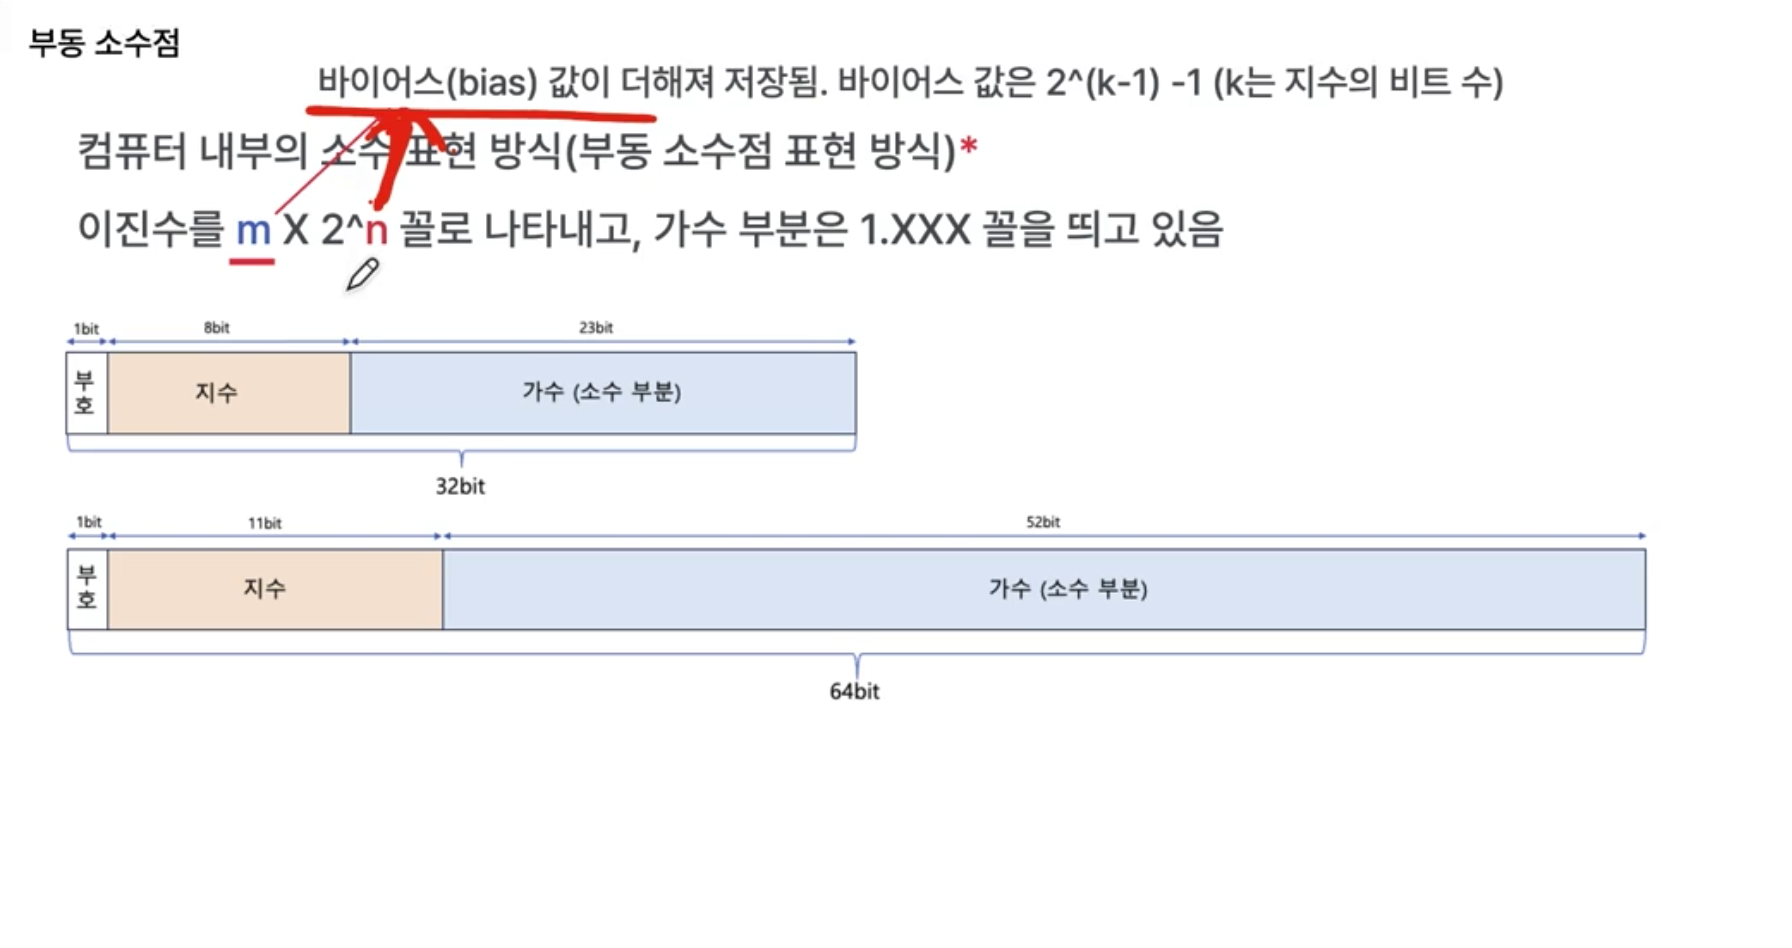 부동 소수점
바이어스(bias) 값이 더해져 저장됨. 바이어스 값은 2^(k-1) -1 (k는 지수의 비트 수)
컴퓨터 내부의 소수 표현 방식(부동 소수점 표현 방식)*
이진수를 m X 2^n 꼴로 나타내고, 가수 부분은 1.XXX 꼴을 띄고 있음
1bit 8bit 23bit
부호 지수 가수 (소수 부분)
32bit
1bit 11bit 52bit
부호 지수 가수 (소수 부분)
64bit